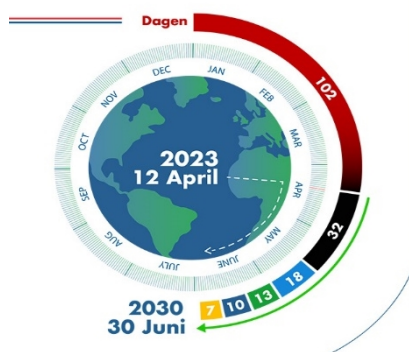 Dagen
102
DEC
JAN
NOV
FEB
OCT
MAR
2023
12 April
SEP
APR
AUG
MAY
JULY
JUNE
32
18
13
10
7
2030
30 Juni